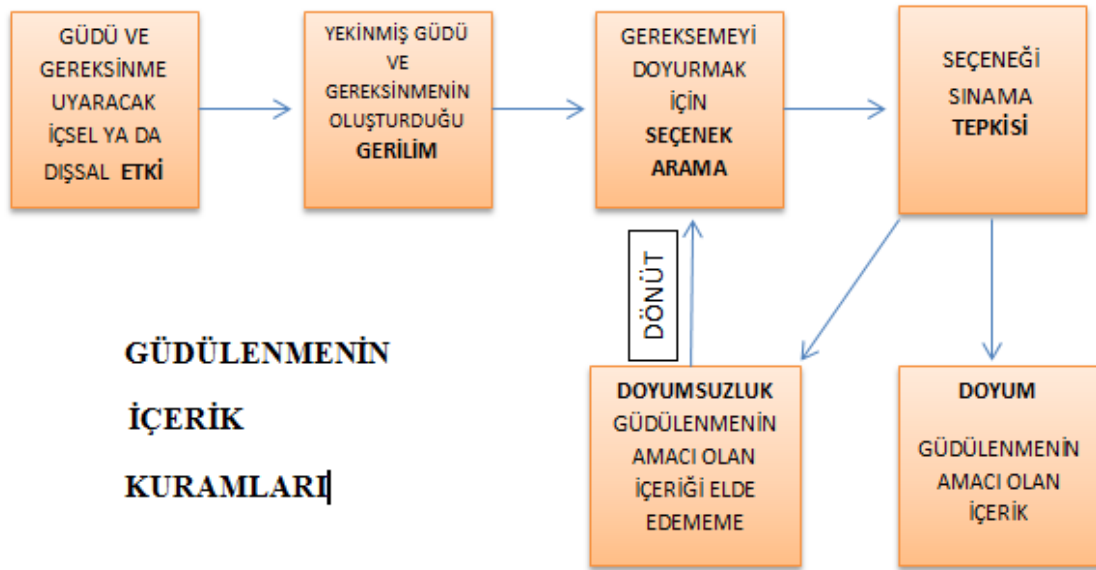 GÜDÜ VE
GEREKSİNME
UYARACAK
İÇSEL YA DA
DIŞSAL ETKİ
YEKİNMİŞ GÜDÜ
VE
GEREKSİNMENİN
OLUŞTURDUĞU
GERİLİM
GEREKSEMEYİ
DOYURMAK
İÇİN
SEÇENEK
ARAMA
SEÇENEĞİ
SINAMA
TEPKİSİ
DÖNÜT
GÜDÜLENMENİN
İÇERİK
KURAMLARI
DOYUMSUZLUK
GÜDÜLENMENİN
AMACI OLAN
İÇERİĞİ ELDE
EDEMEME
DOYUM
GÜDÜLENMENİN
AMACI OLAN
İÇERİK